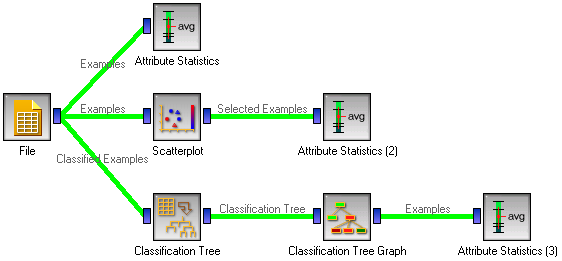 avg
Attribute Statistics
Examples
File
Examples
Scatterplot
Selected Examples
avg
Attribute Statistics (2)
Classified Examples
Classification Tree
Classification Tree
Classification Tree Graph
Examples
avg
Attribute Statistics (3)